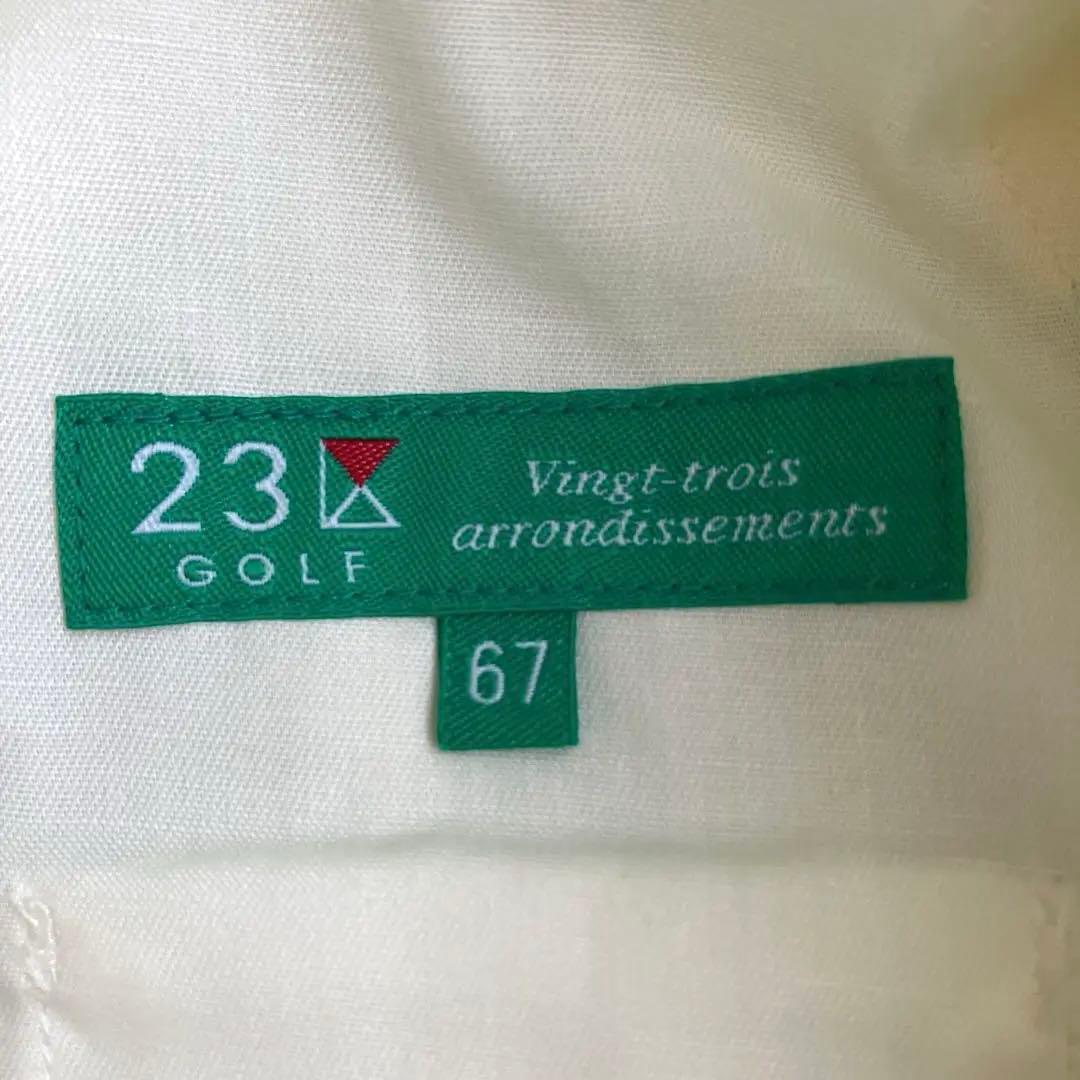 23
GOLF
Vingt-trois
arrondissements
67